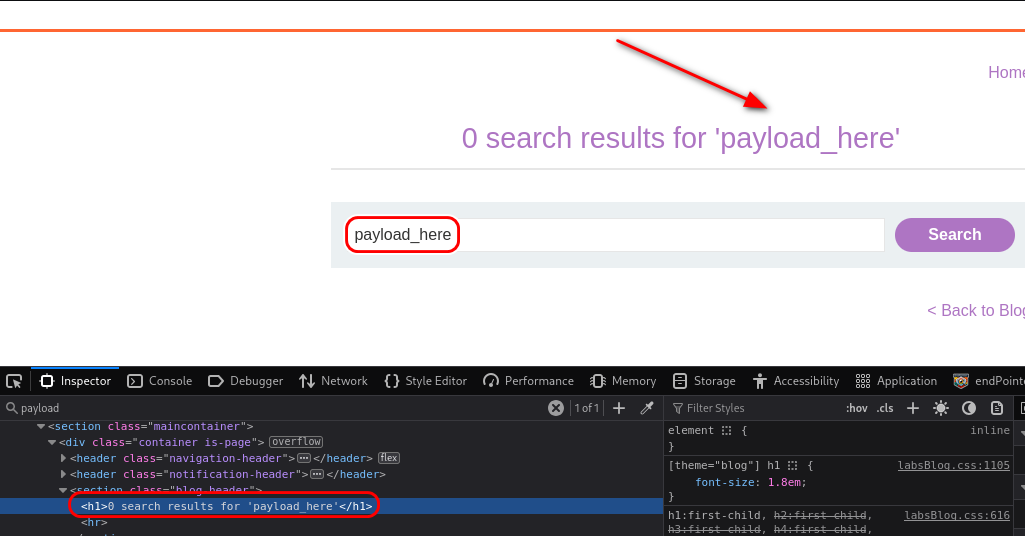 Home
0 search results for 'payload_here'
payload_here
Search
< Back to Blog
Inspector Console Debugger Network Style Editor Performance Memory Storage Accessibility Application
payload 1 of 1
Filter Styles :hov .cls
<section class="maincontainer">
<div class="container is-page"> overflow
<header class="navigation-header"> </header> flex
<header class="notification-header"> </header>
<section class="blog-header">
<h1>0 search results for 'payload_here'</h1>
<hr>
element { inline
}
[theme="blog"] h1 { labsBlog.css:1105
font-size: 1.8em;
}
h1:first-child, h2:first-child, labsBlog.css:616
h3:first-child, h4:first-child,